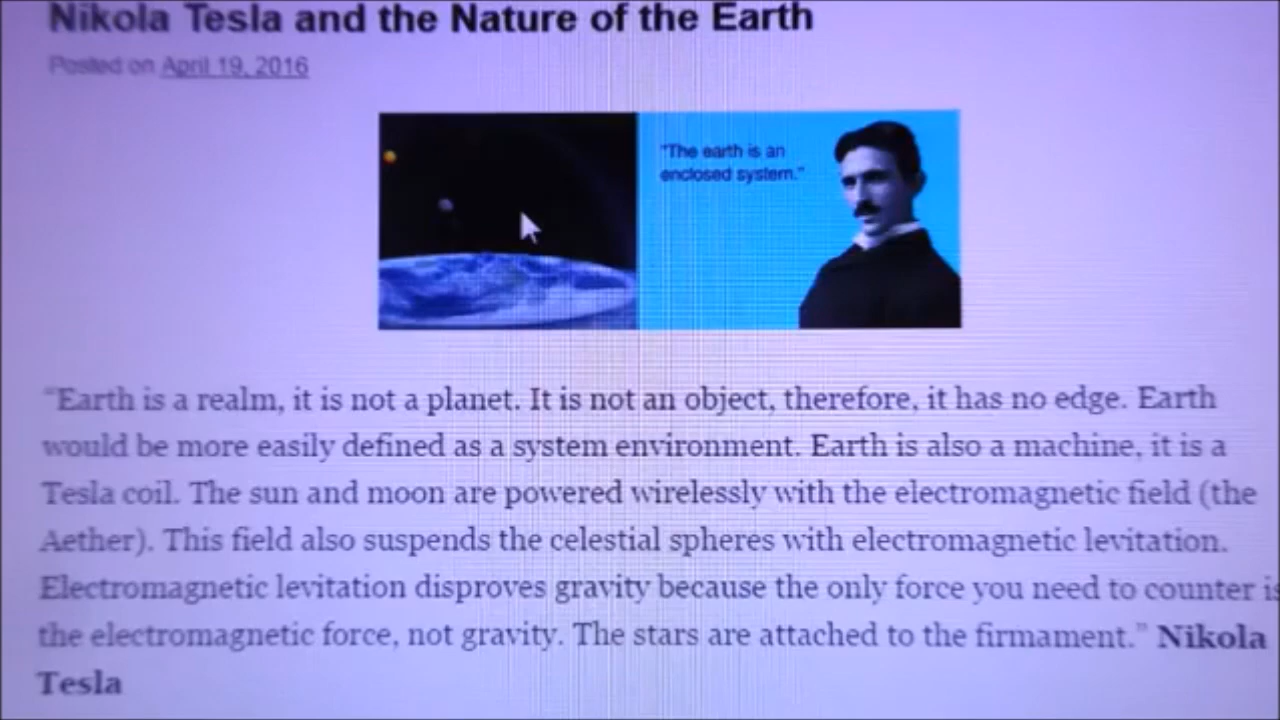 Nikola Tesla and the Nature of the Earth
Posted on April 19, 2016
"The earth is an
enclosed system."
"Earth is a realm, it is not a planet. It is not an object, therefore, it has no edge. Earth
would be more easily defined as a system environment. Earth is also a machine, it is a
Tesla coil. The sun and moon are powered wirelessly with the electromagnetic field (the
Aether). This field also suspends the celestial spheres with electromagnetic levitation.
Electromagnetic levitation disproves gravity because the only force you need to counter is
the electromagnetic force, not gravity. The stars are attached to the firmament." Nikola
Tesla